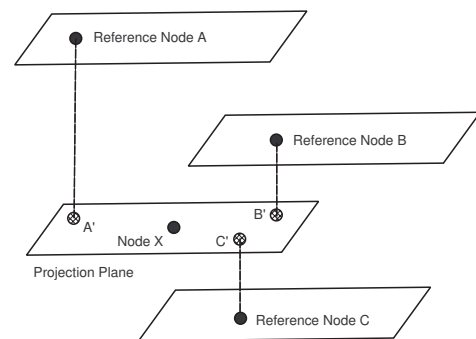 Reference Node A
Reference Node B
A'
B'
Node X
C'
Projection Plane
Reference Node C